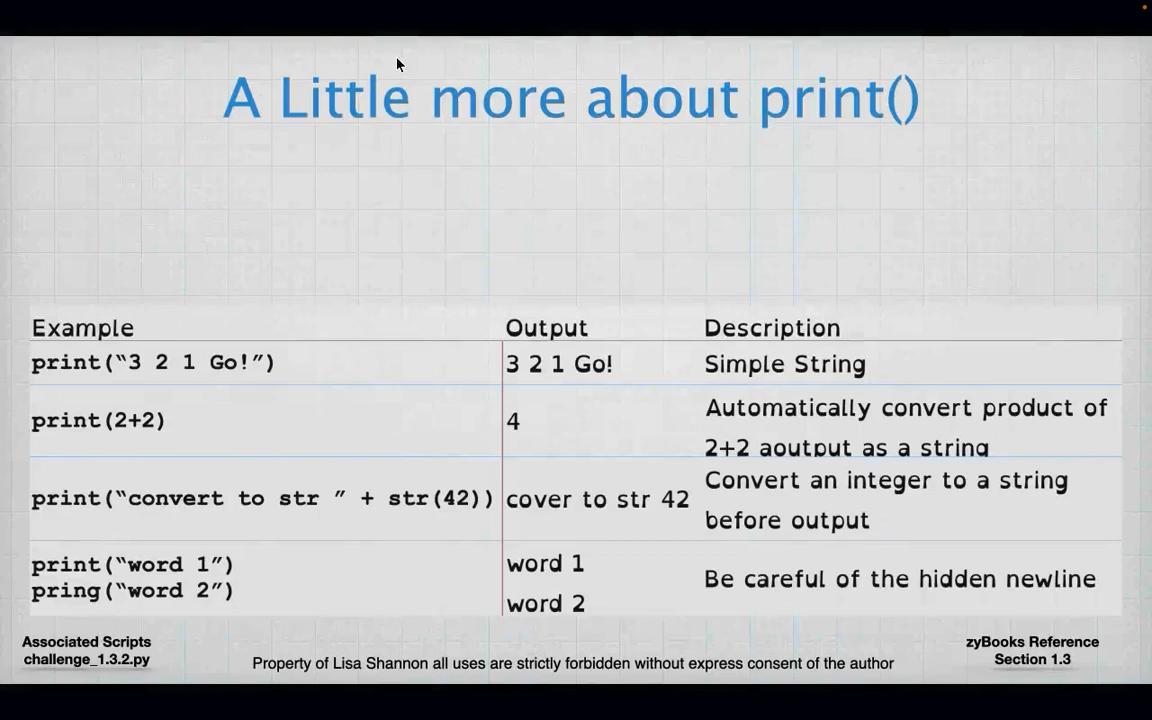 A Little more about print()
Example Output Description
print(“3 2 1 Go!”) 3 2 1 Go! Simple String
print(2+2) 4 Automatically convert product of
2+2 aoutput as a string
print(“convert to str ” + str(42)) cover to str 42 Convert an integer to a string
before output
print(“word 1”) word 1
pring(“word 2”) word 2
Be careful of the hidden newline
Associated Scripts
challenge_1.3.2.py
Property of Lisa Shannon all uses are strictly forbidden without express consent of the author
zyBooks Reference
Section 1.3